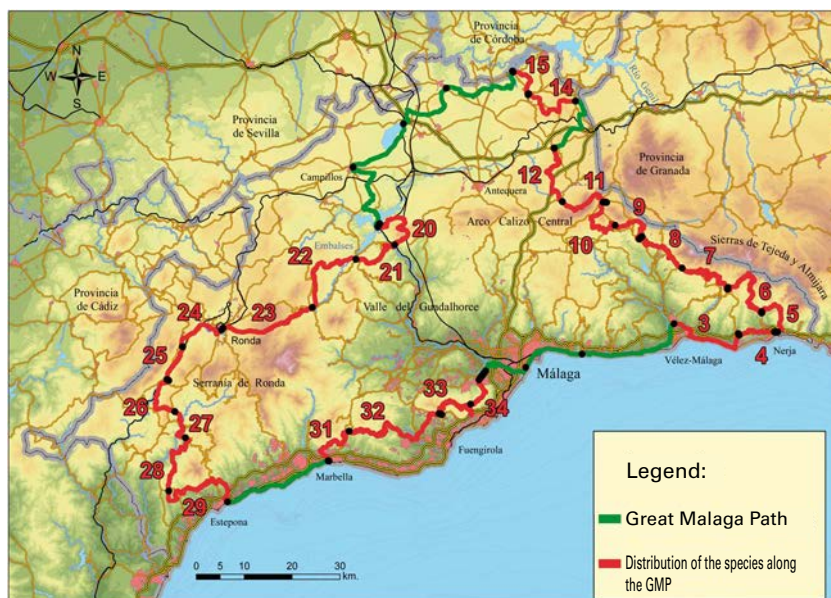 Provincia
de Córdoba
N
W E
S
Río Genil
15
14
Provincia
de Sevilla
Campillos
12
Antequera
11
Provincia
de Granada
Arco Calizo Central
9
10
20
21
Embalses
22
8
7
Sierras de Tejeda y Almijara
6
5
Provincia
de Cádiz
24
23
Ronda
Valle del Guadalhorce
3
4
Nerja
Vélez-Málaga
Málaga
25
Serranía de Ronda
26
27
33
34
32
31
Fuengirola
Marbella
28
29
Estepona
0 5 10 20 30
km.
Legend:
Great Malaga Path
Distribution of the species along
the GMP